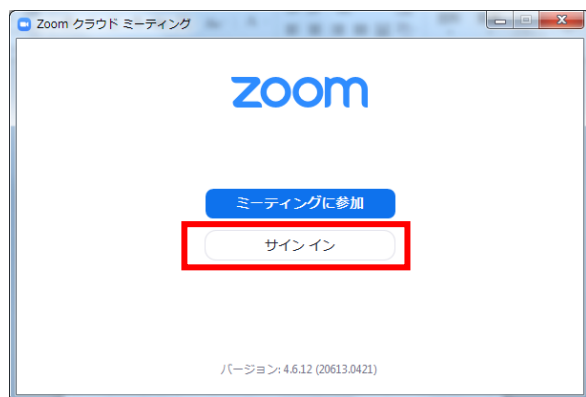 Zoom クラウド ミーティング
zoom
ミーティングに参加
サイン イン
バージョン: 4.6.12 (20613.0421)